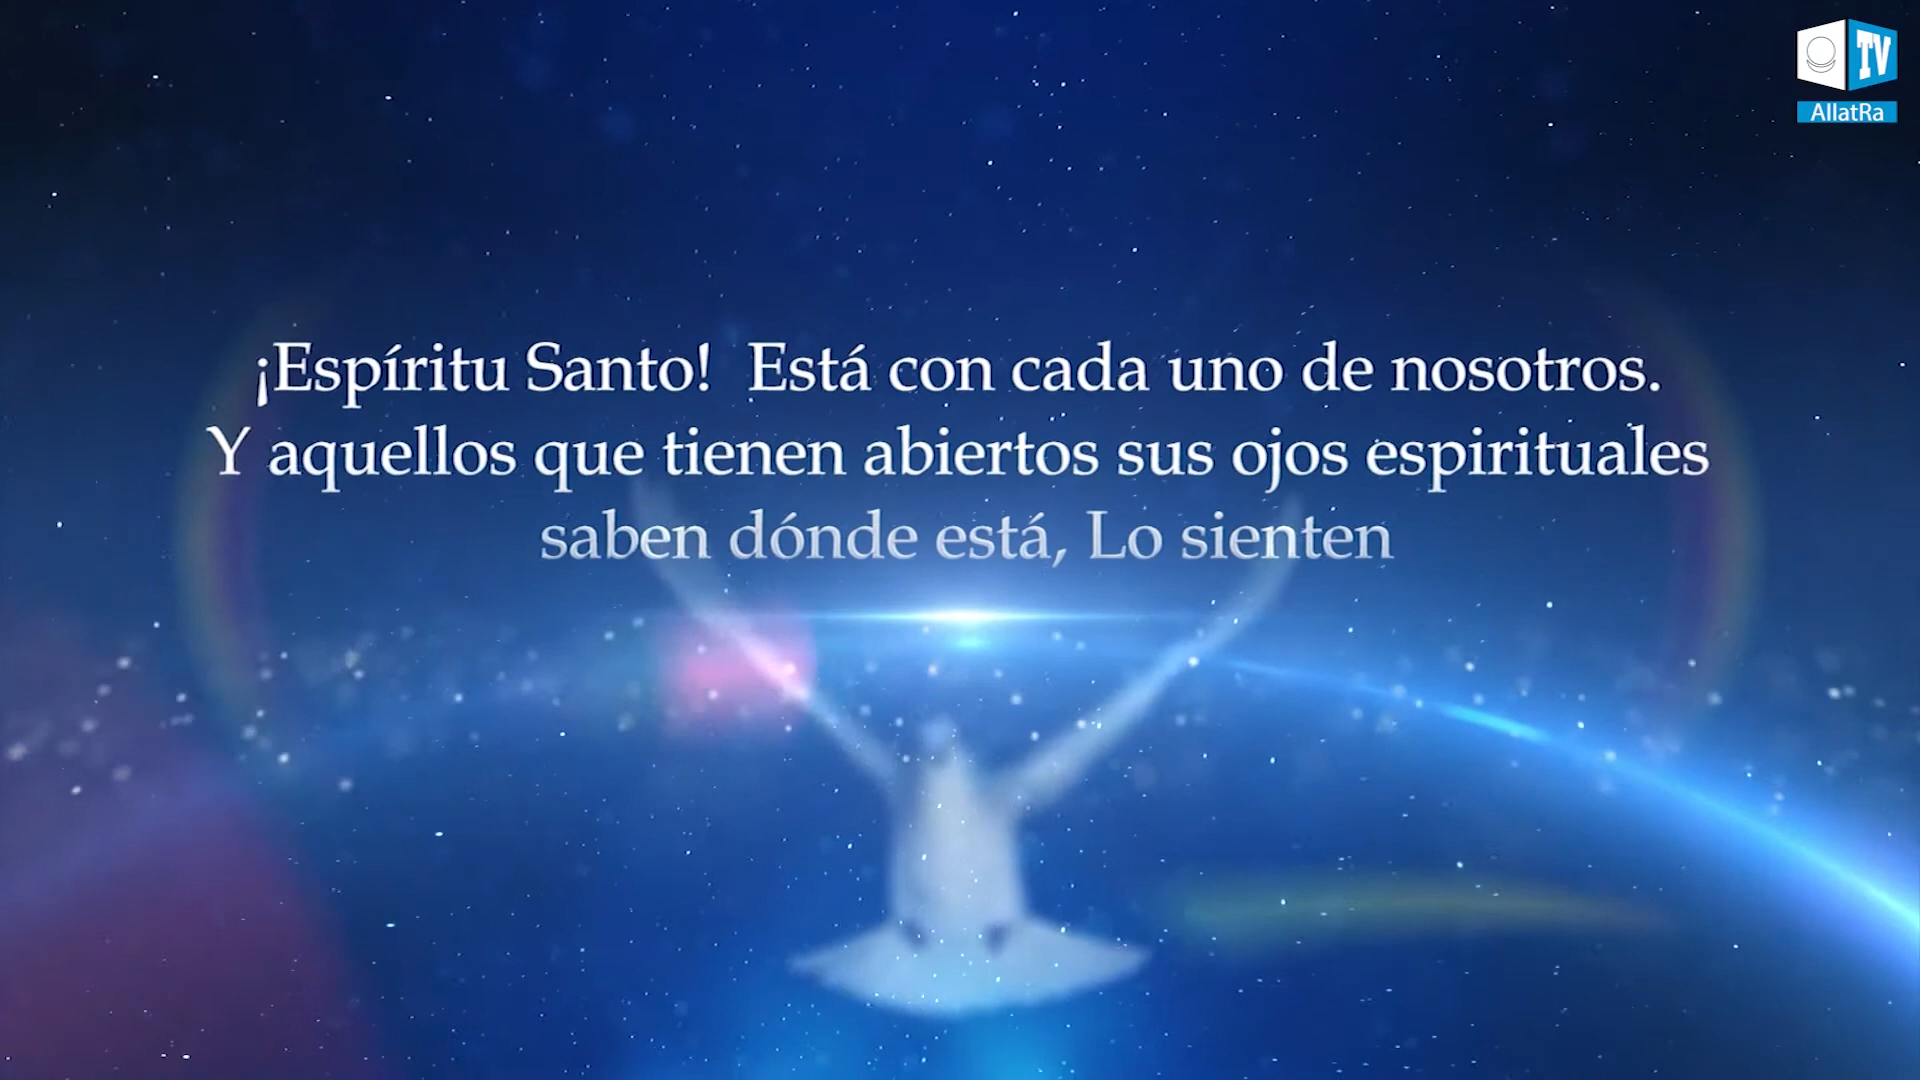 TV
AllatRa
¡Espíritu Santo!  Está con cada uno de nosotros.
Y aquellos que tienen abiertos sus ojos espirituales
saben dónde está, Lo sienten